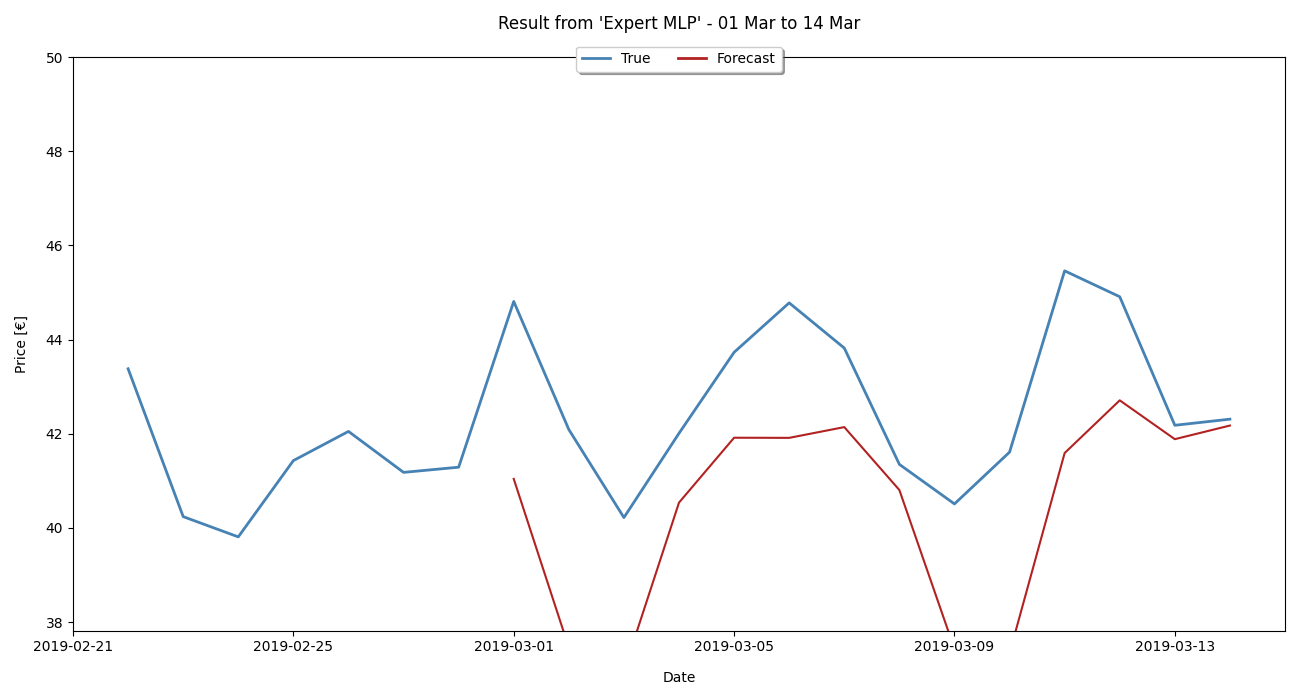 Result from 'Expert MLP' - 01 Mar to 14 Mar
True Forecast
50
48
46
44
42
40
38
Price [€]
2019-02-21 2019-02-25 2019-03-01 2019-03-05 2019-03-09 2019-03-13
Date